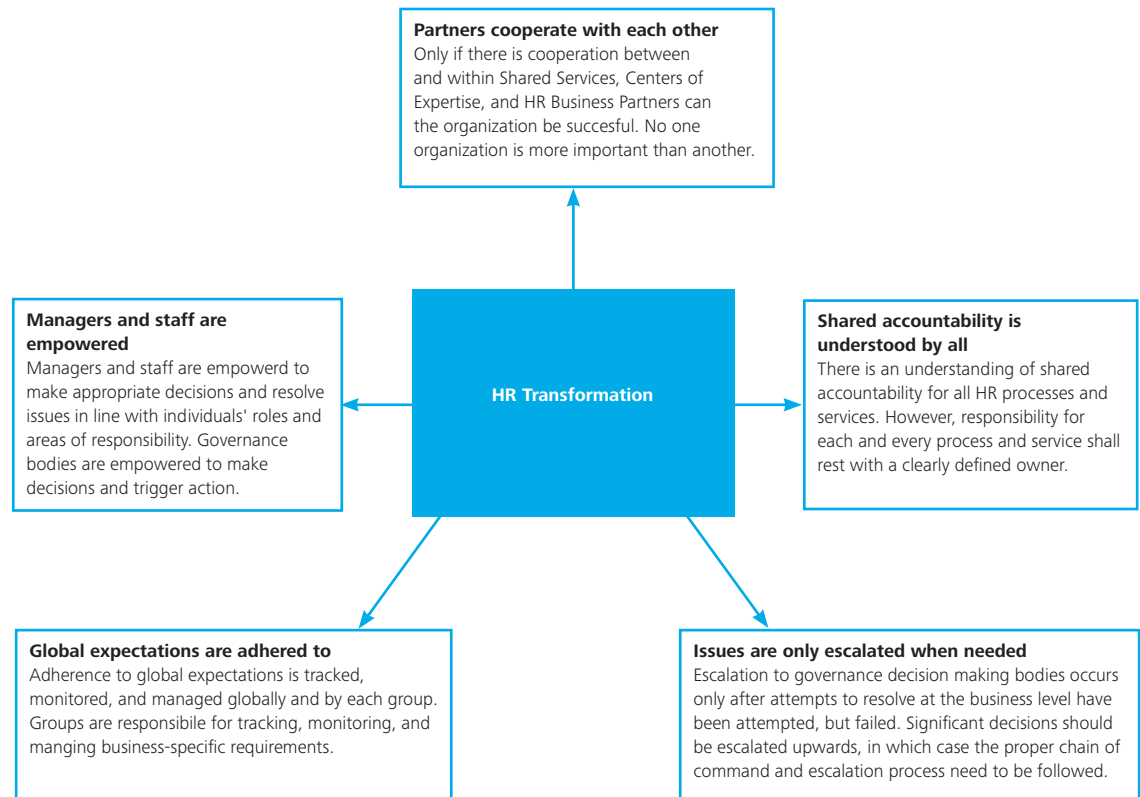 Partners cooperate with each other
Only if there is cooperation between
and within Shared Services, Centers of
Expertise, and HR Business Partners can
the organization be succesful. No one
organization is more important than another.
Managers and staff are
empowered
Managers and staff are empowerd to
make appropriate decisions and resolve
issues in line with individuals' roles and
areas of responsibility. Governance
bodies are empowered to make
decisions and trigger action.
HR Transformation
Shared accountability is
understood by all
There is an understanding of shared
accountability for all HR processes and
services. However, responsibility for
each and every process and service shall
rest with a clearly defined owner.
Global expectations are adhered to
Adherence to global expectations is tracked,
monitored, and managed globally and by each group.
Groups are responsibile for tracking, monitoring, and
manging business-specific requirements.
Issues are only escalated when needed
Escalation to governance decision making bodies occurs
only after attempts to resolve at the business level have
been attempted, but failed. Significant decisions should
be escalated upwards, in which case the proper chain of
command and escalation process need to be followed.